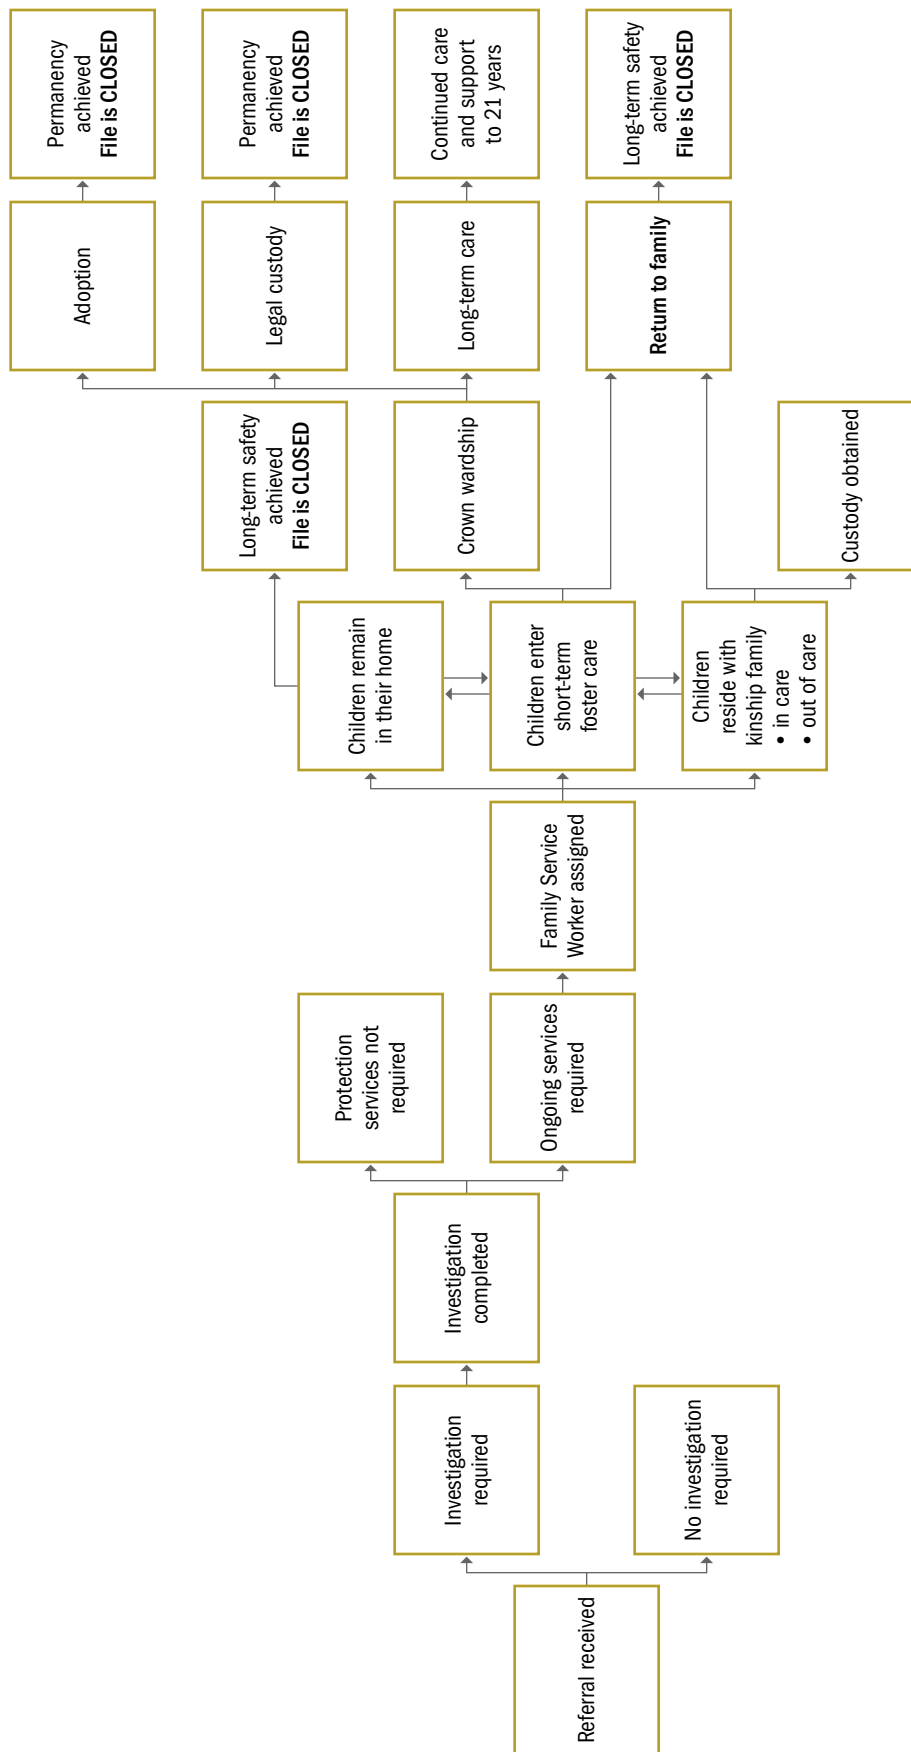 Referral received
Investigation
required
No investigation
required
Investigation
completed
Protection
services not
required
Ongoing services
required
Family Service
Worker assigned
Children remain
in their home
Children enter
short-term
foster care
Children
reside with
kinship family
• in care
• out of care
Long-term safety
achieved
File is CLOSED
Crown wardship
Custody obtained
Adoption
Legal custody
Long-term care
Return to family
Permanency
achieved
File is CLOSED
Permanency
achieved
File is CLOSED
Continued care
and support
to 21 years
Long-term safety
achieved
File is CLOSED